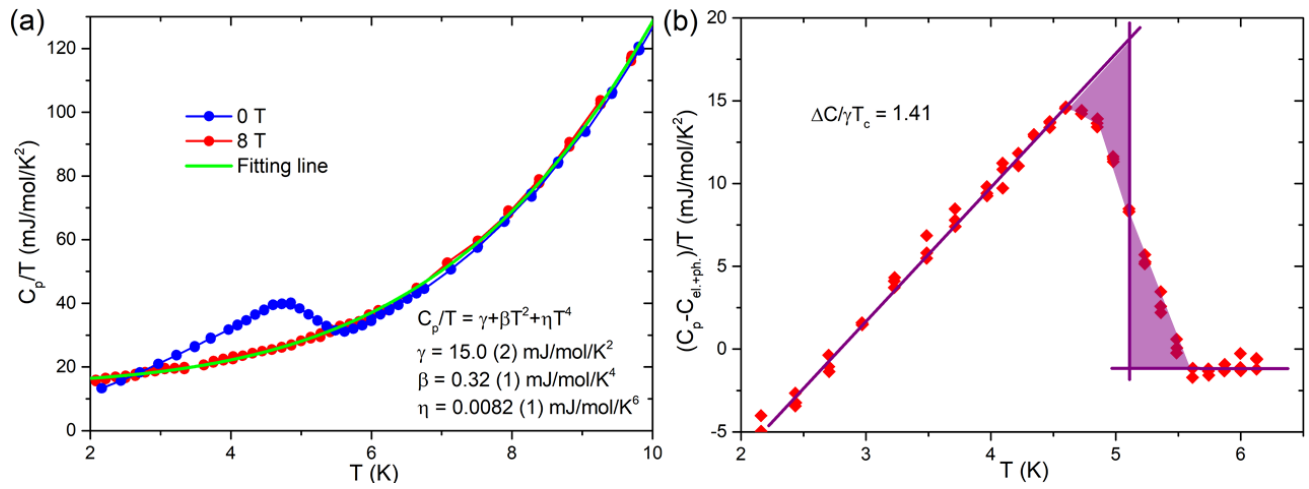 (a)
120
100
80
60
40
20
0
C_p/T (mJ/mol/K²)
0 T
8 T
Fitting line
C_p/T = γ+βT²+ηT⁴
γ = 15.0 (2) mJ/mol/K²
β = 0.32 (1) mJ/mol/K⁴
η = 0.0082 (1) mJ/mol/K⁶
2 4 6 8 10
T (K)
(b)
20
15
10
5
0
-5
(C_p-C_el.+ph.)/T (mJ/mol/K²)
ΔC/γT_c = 1.41
2 3 4 5 6
T (K)